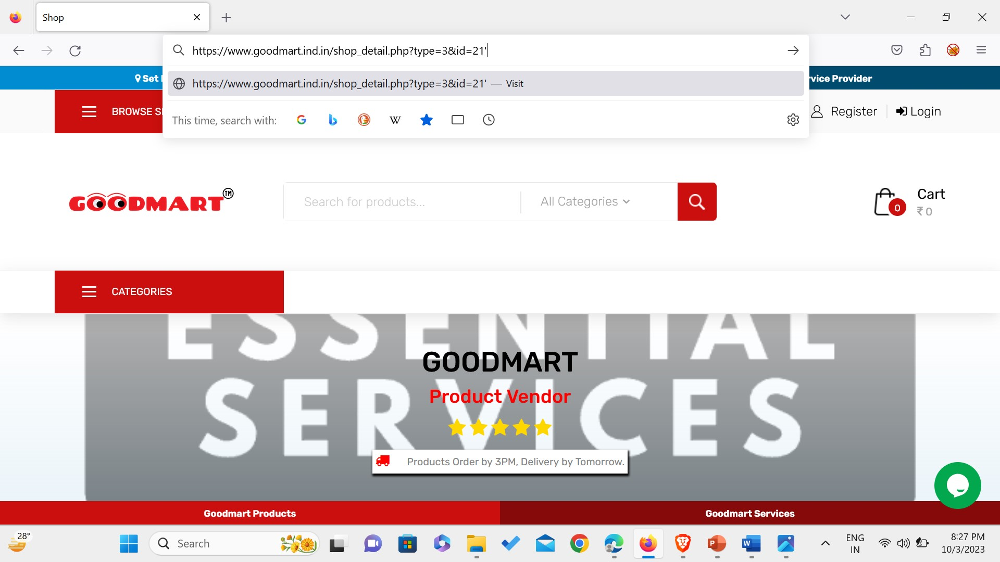 Shop
https://www.goodmart.ind.in/shop_detail.php?type=3&id=21'
https://www.goodmart.ind.in/shop_detail.php?type=3&id=21' — Visit
This time, search with:
Set
rvice Provider
BROWSE S
Register
Login
GOODMART TM
Search for products...
All Categories
0
Cart
₹ 0
CATEGORIES
ESSENTIAL
SERVICES
GOODMART
Product Vendor
Products Order by 3PM, Delivery by Tomorrow.
Goodmart Products
Goodmart Services
28°
Search
ENG
IN
8:27 PM
10/3/2023